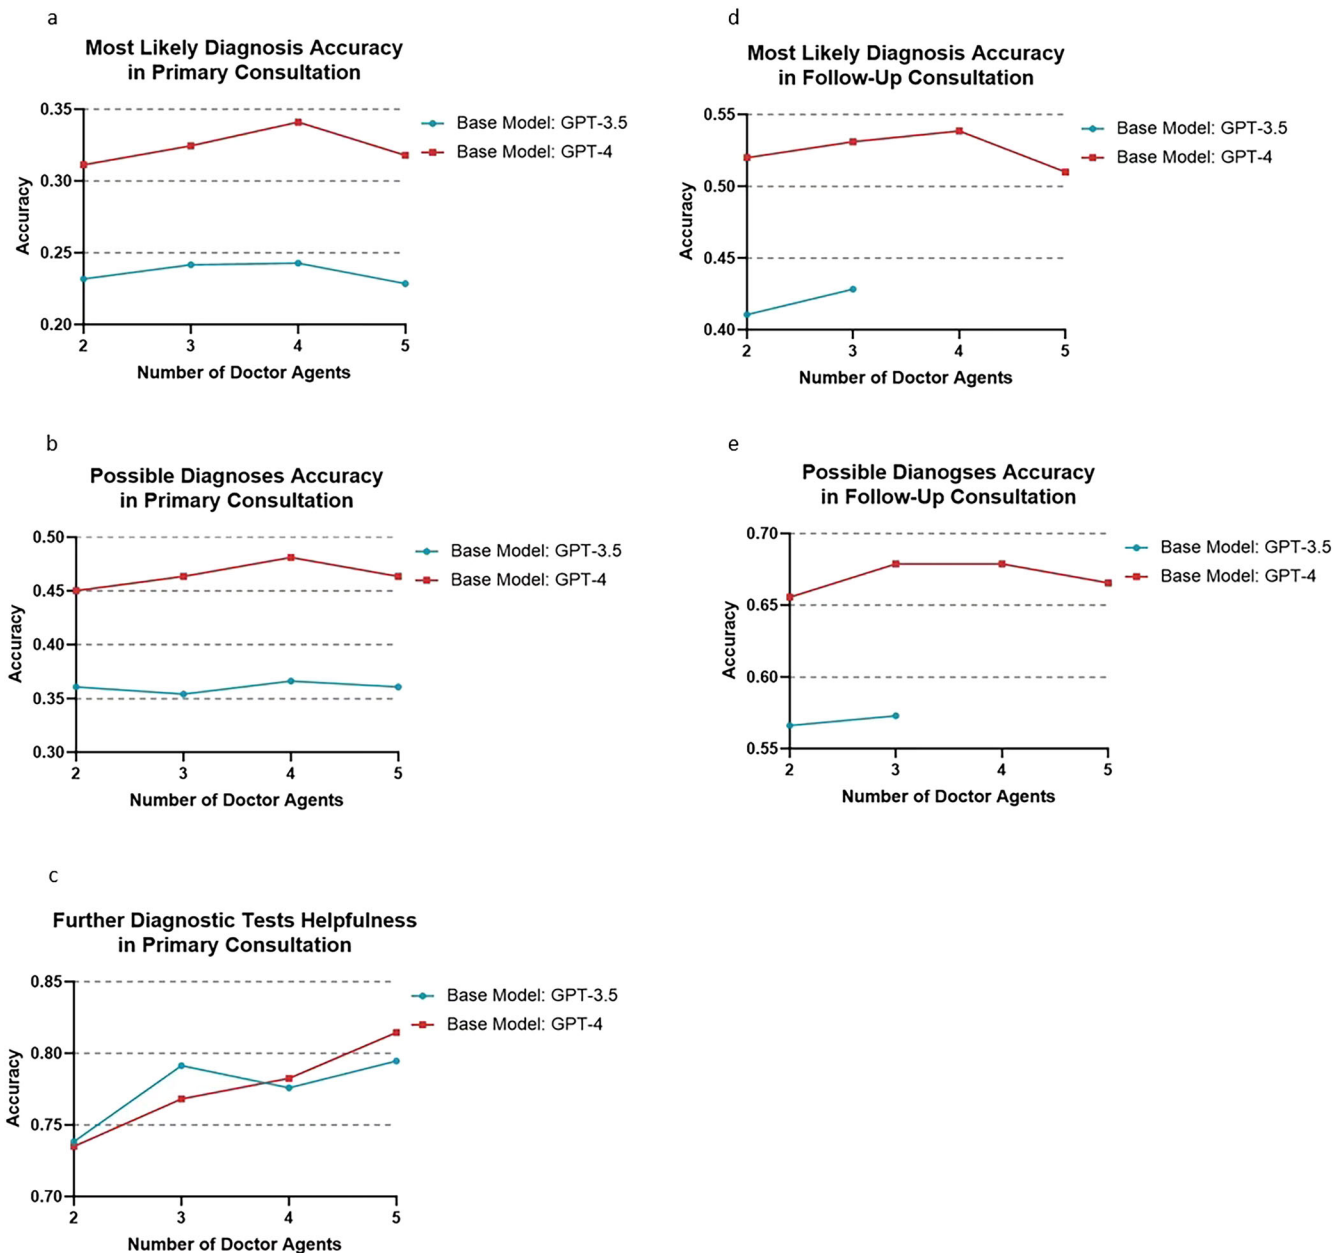 a
Most Likely Diagnosis Accuracy
in Primary Consultation
0.35
0.30
0.25
0.20
Accuracy
2 3 4 5
Number of Doctor Agents
Base Model: GPT-3.5
Base Model: GPT-4
b
Possible Diagnoses Accuracy
in Primary Consultation
0.50
0.45
0.40
0.35
0.30
Accuracy
2 3 4 5
Number of Doctor Agents
Base Model: GPT-3.5
Base Model: GPT-4
c
Further Diagnostic Tests Helpfulness
in Primary Consultation
0.85
0.80
0.75
0.70
Accuracy
2 3 4 5
Number of Doctor Agents
Base Model: GPT-3.5
Base Model: GPT-4
d
Most Likely Diagnosis Accuracy
in Follow-Up Consultation
0.55
0.50
0.45
0.40
Accuracy
2 3 4 5
Number of Doctor Agents
Base Model: GPT-3.5
Base Model: GPT-4
e
Possible Dianogses Accuracy
in Follow-Up Consultation
0.70
0.65
0.60
0.55
Accuracy
2 3 4 5
Number of Doctor Agents
Base Model: GPT-3.5
Base Model: GPT-4